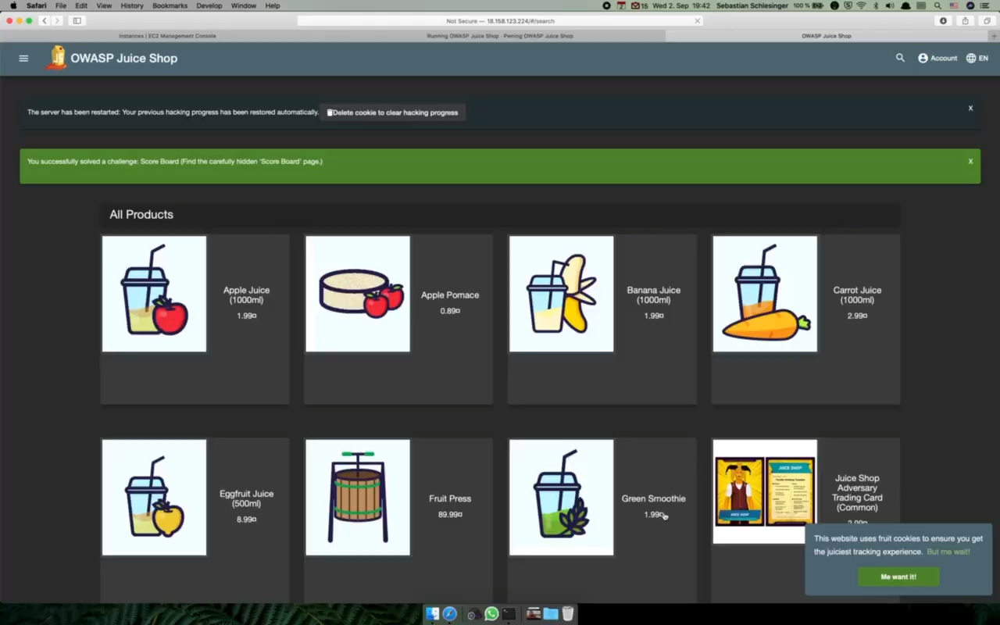 Safari File Edit View History Bookmarks Develop Window Help
2 15 100 % Wed 2. Sep 19:42 Sebastian Schlesinger
Not Secure — 18.158.123.224/#/search
Instances | EC2 Management Console
Running OWASP Juice Shop · Pwning OWASP Juice Shop
OWASP Juice Shop
OWASP Juice Shop
Account
EN
The server has been restarted: Your previous hacking progress has been restored automatically.
Delete cookie to clear hacking progress
X
You successfully solved a challenge: Score Board (Find the carefully hidden 'Score Board' page.)
X
All Products
Apple Juice
(1000ml)
1.99¤
Apple Pomace
0.89¤
Banana Juice
(1000ml)
1.99¤
Carrot Juice
(1000ml)
2.99¤
Eggfruit Juice
(500ml)
8.99¤
Fruit Press
89.99¤
Green Smoothie
1.99¤
JUICE SHOP
JUICE SHOP
Juice Shop
Adversary
Trading Card
(Common)
2.99¤
This website uses fruit cookies to ensure you get
the juiciest tracking experience. But me wait!
Me want it!